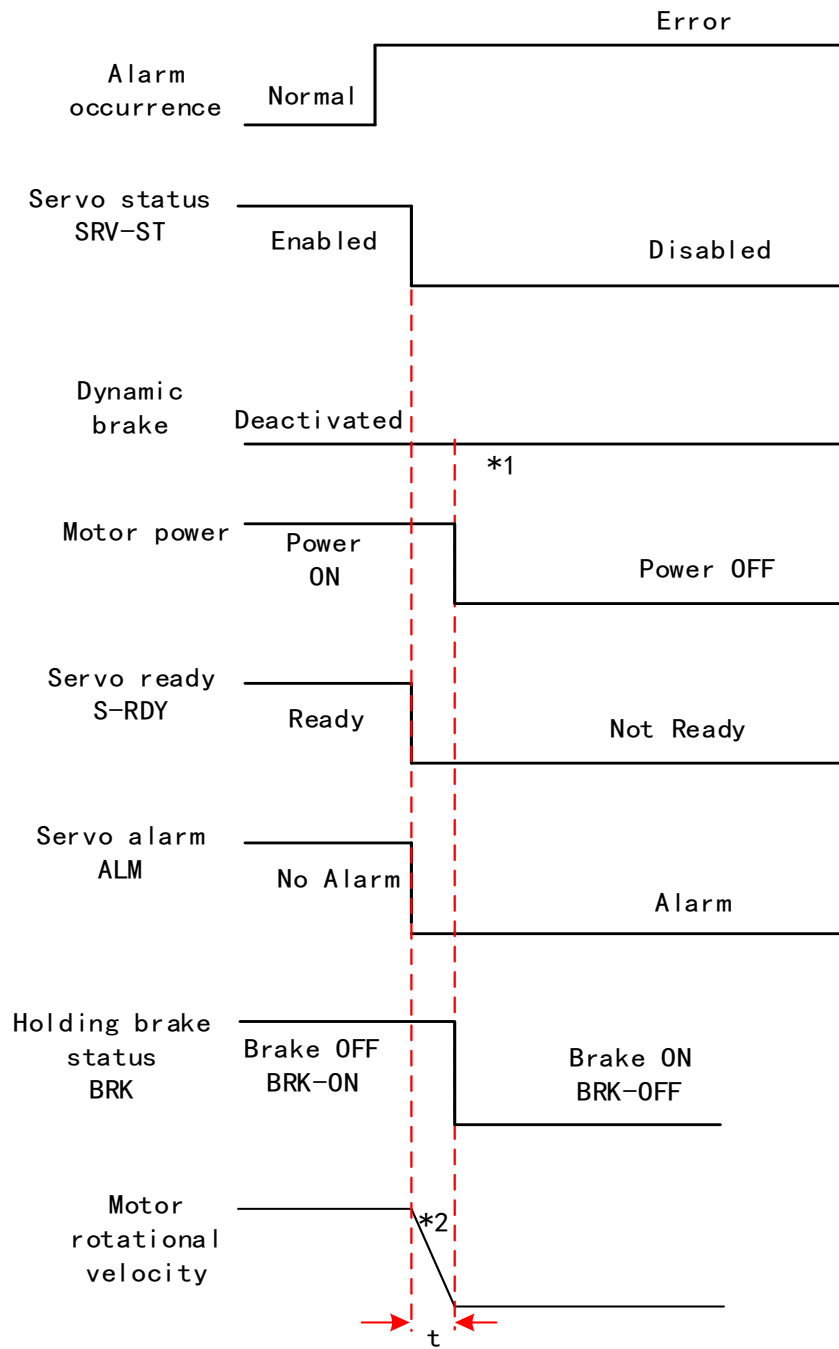 Error
Alarm
occurrence
Normal
Servo status
SRV-ST
Enabled
Disabled
Dynamic
brake
Deactivated
*1
Motor power
Power
ON
Power OFF
Servo ready
S-RDY
Ready
Not Ready
Servo alarm
ALM
No Alarm
Alarm
Holding brake
status
BRK
Brake OFF
BRK-ON
Brake ON
BRK-OFF
Motor
rotational
velocity
*2
t